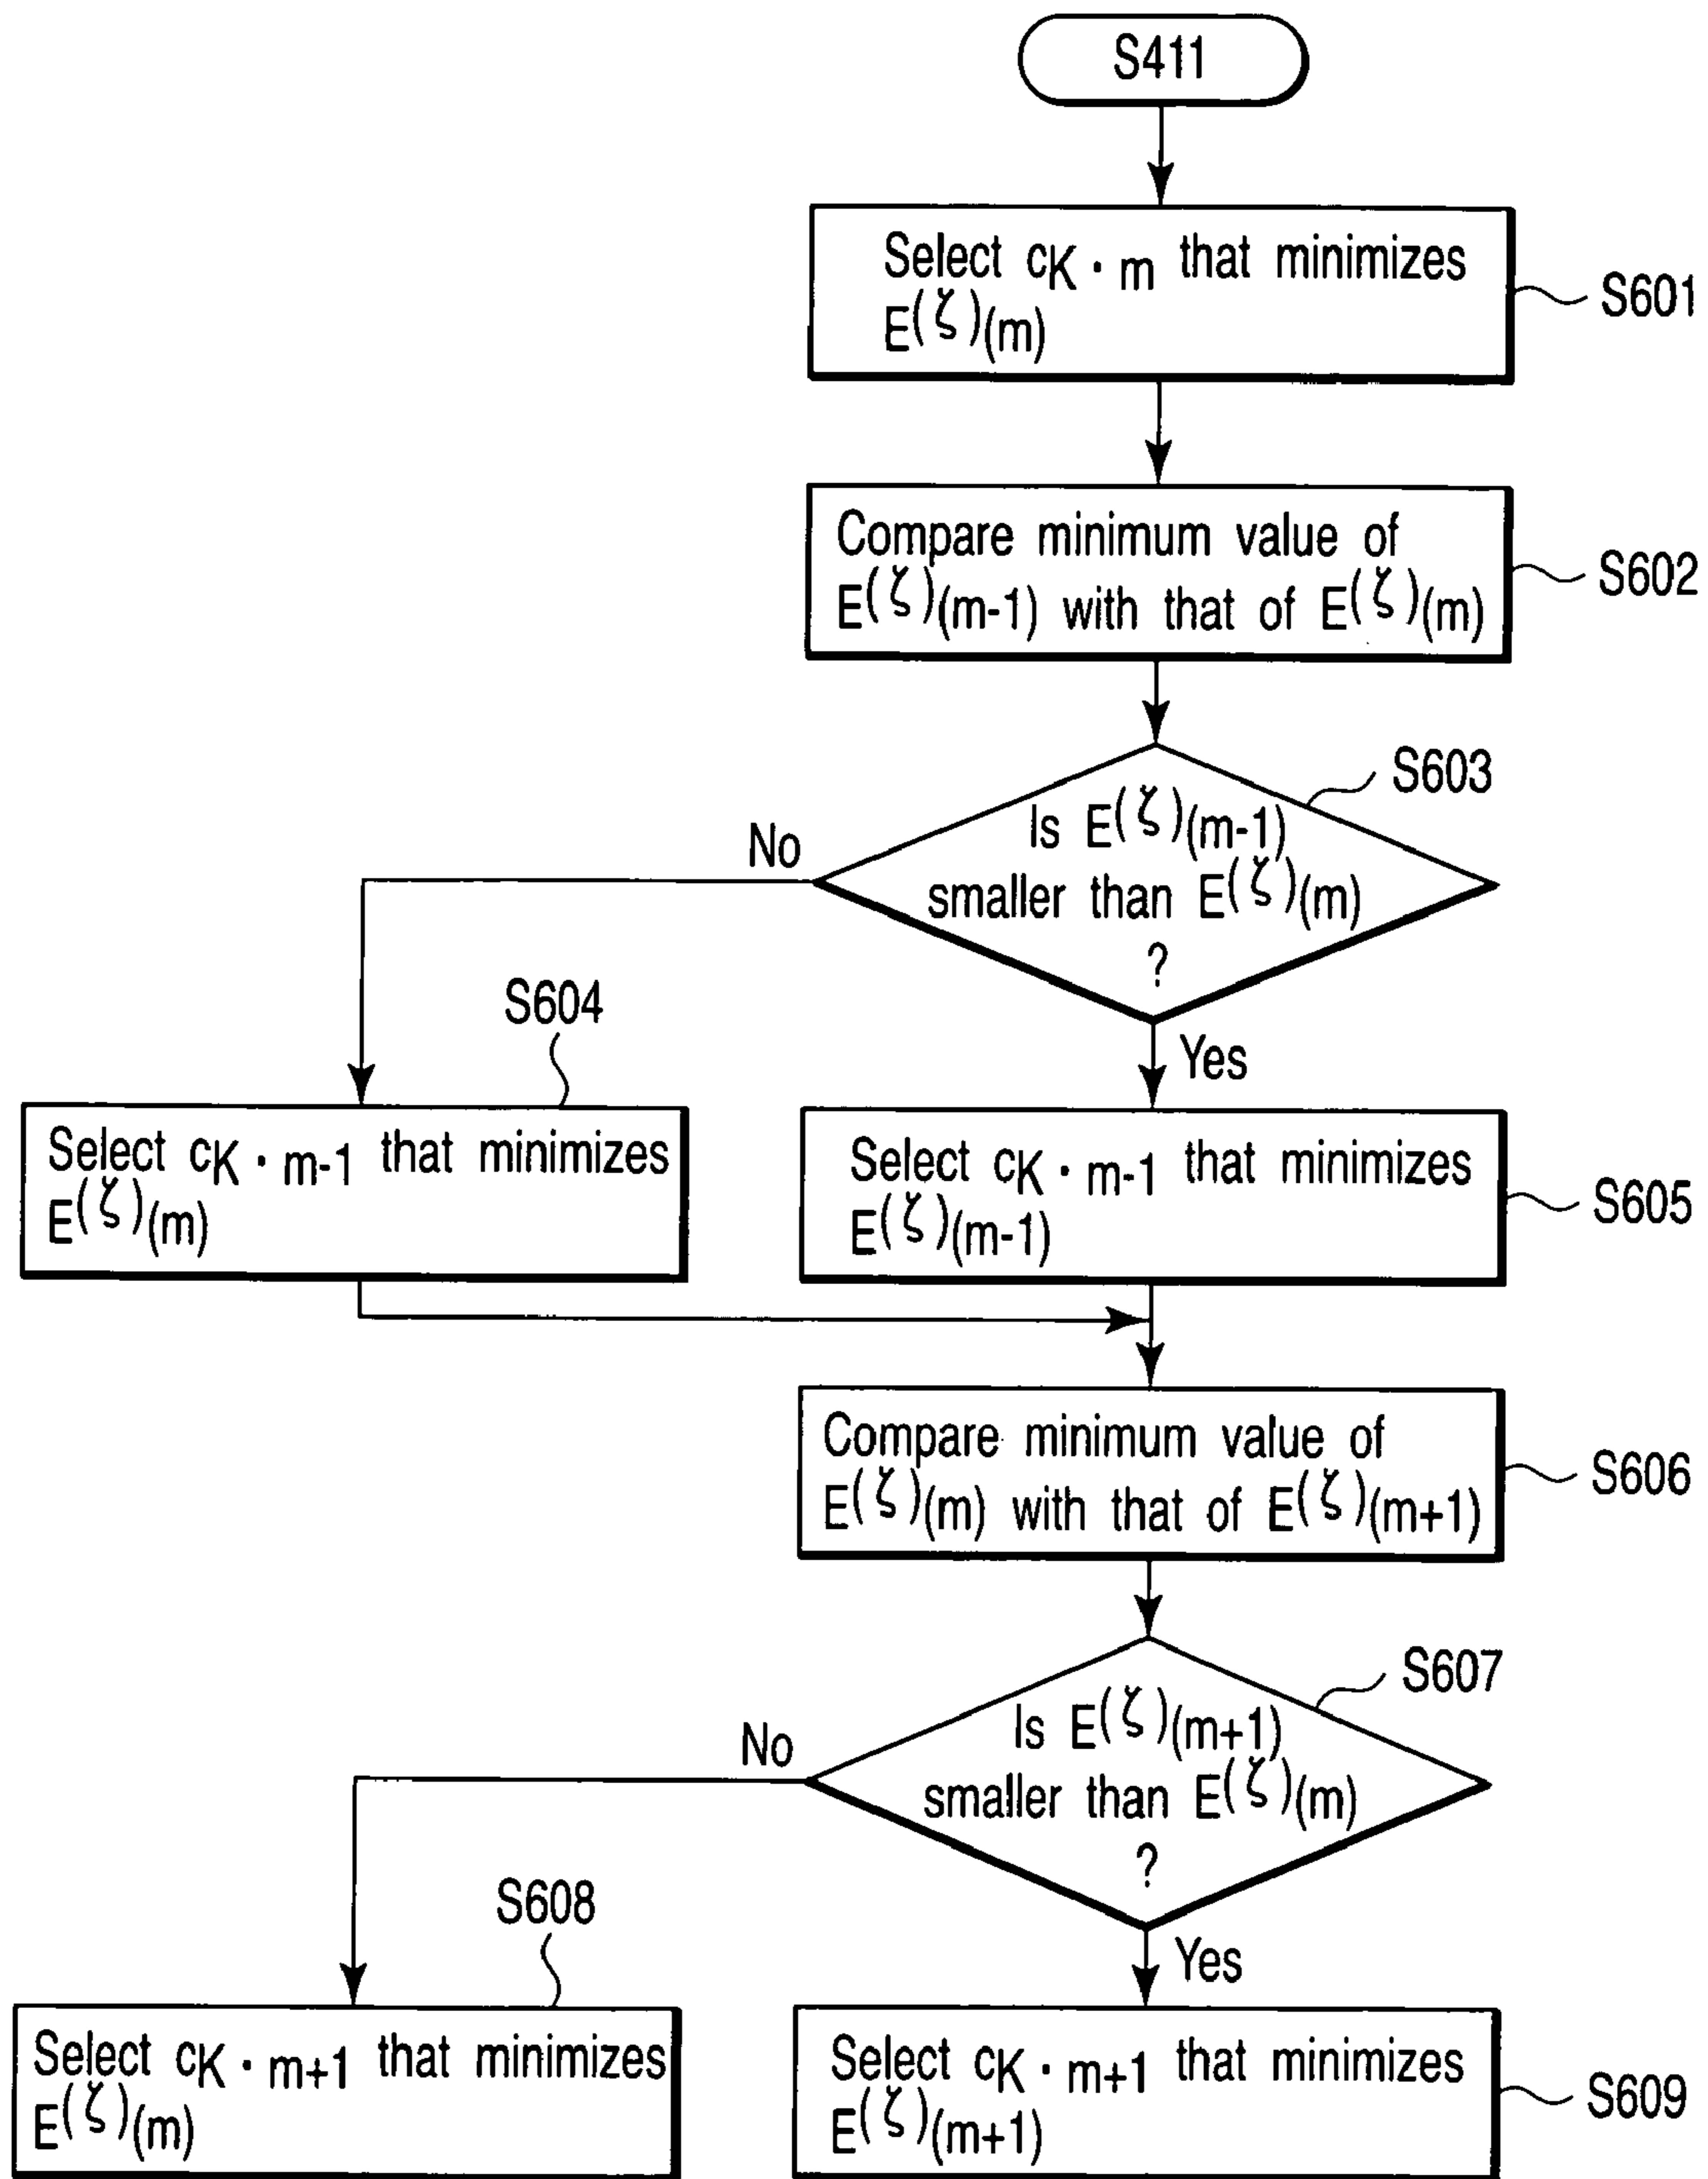 S411
Select cK · m that minimizes
E(ζ)(m)
S601
Compare minimum value of
E(ζ)(m-1) with that of E(ζ)(m)
S602
S603
Is E(ζ)(m-1)
smaller than E(ζ)(m)
?
No
Yes
S604
Select cK · m-1 that minimizes
E(ζ)(m)
Select cK · m-1 that minimizes
E(ζ)(m-1)
S605
Compare minimum value of
E(ζ)(m) with that of E(ζ)(m+1)
S606
S607
Is E(ζ)(m+1)
smaller than E(ζ)(m)
?
No
Yes
S608
Select cK · m+1 that minimizes
E(ζ)(m)
Select cK · m+1 that minimizes
E(ζ)(m+1)
S609